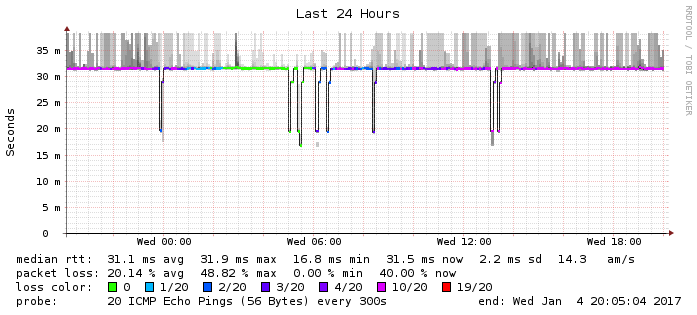 Last 24 Hours
RRDTOOL / TOBI OETIKER
Seconds
35 m
30 m
25 m
20 m
15 m
10 m
5 m
0
Wed 00:00 Wed 06:00 Wed 12:00 Wed 18:00
median rtt: 31.1 ms avg 31.9 ms max 16.8 ms min 31.5 ms now 2.2 ms sd 14.3 am/s
packet loss: 20.14 % avg 48.82 % max 0.00 % min 40.00 % now
loss color: 0 1/20 2/20 3/20 4/20 10/20 19/20
probe: 20 ICMP Echo Pings (56 Bytes) every 300s end: Wed Jan 4 20:05:04 2017